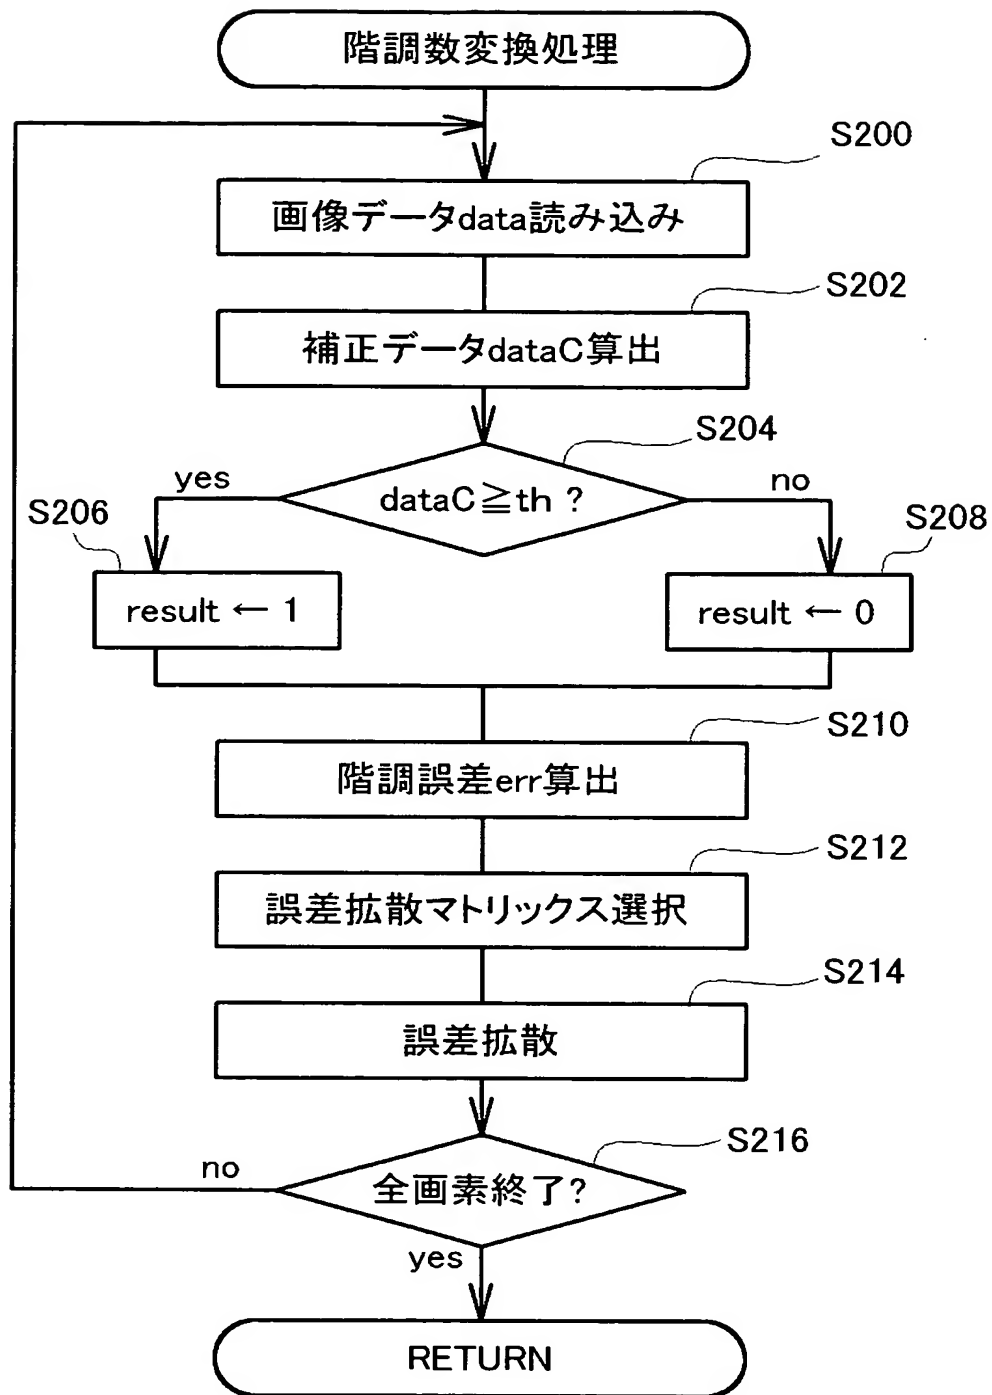 階調数変換処理
S200
画像データdata読み込み
S202
補正データdataC算出
S204
dataC≧th ?
yes
no
S206
S208
result ← 1
result ← 0
S210
階調誤差err算出
S212
誤差拡散マトリックス選択
S214
誤差拡散
S216
全画素終了?
no
yes
RETURN